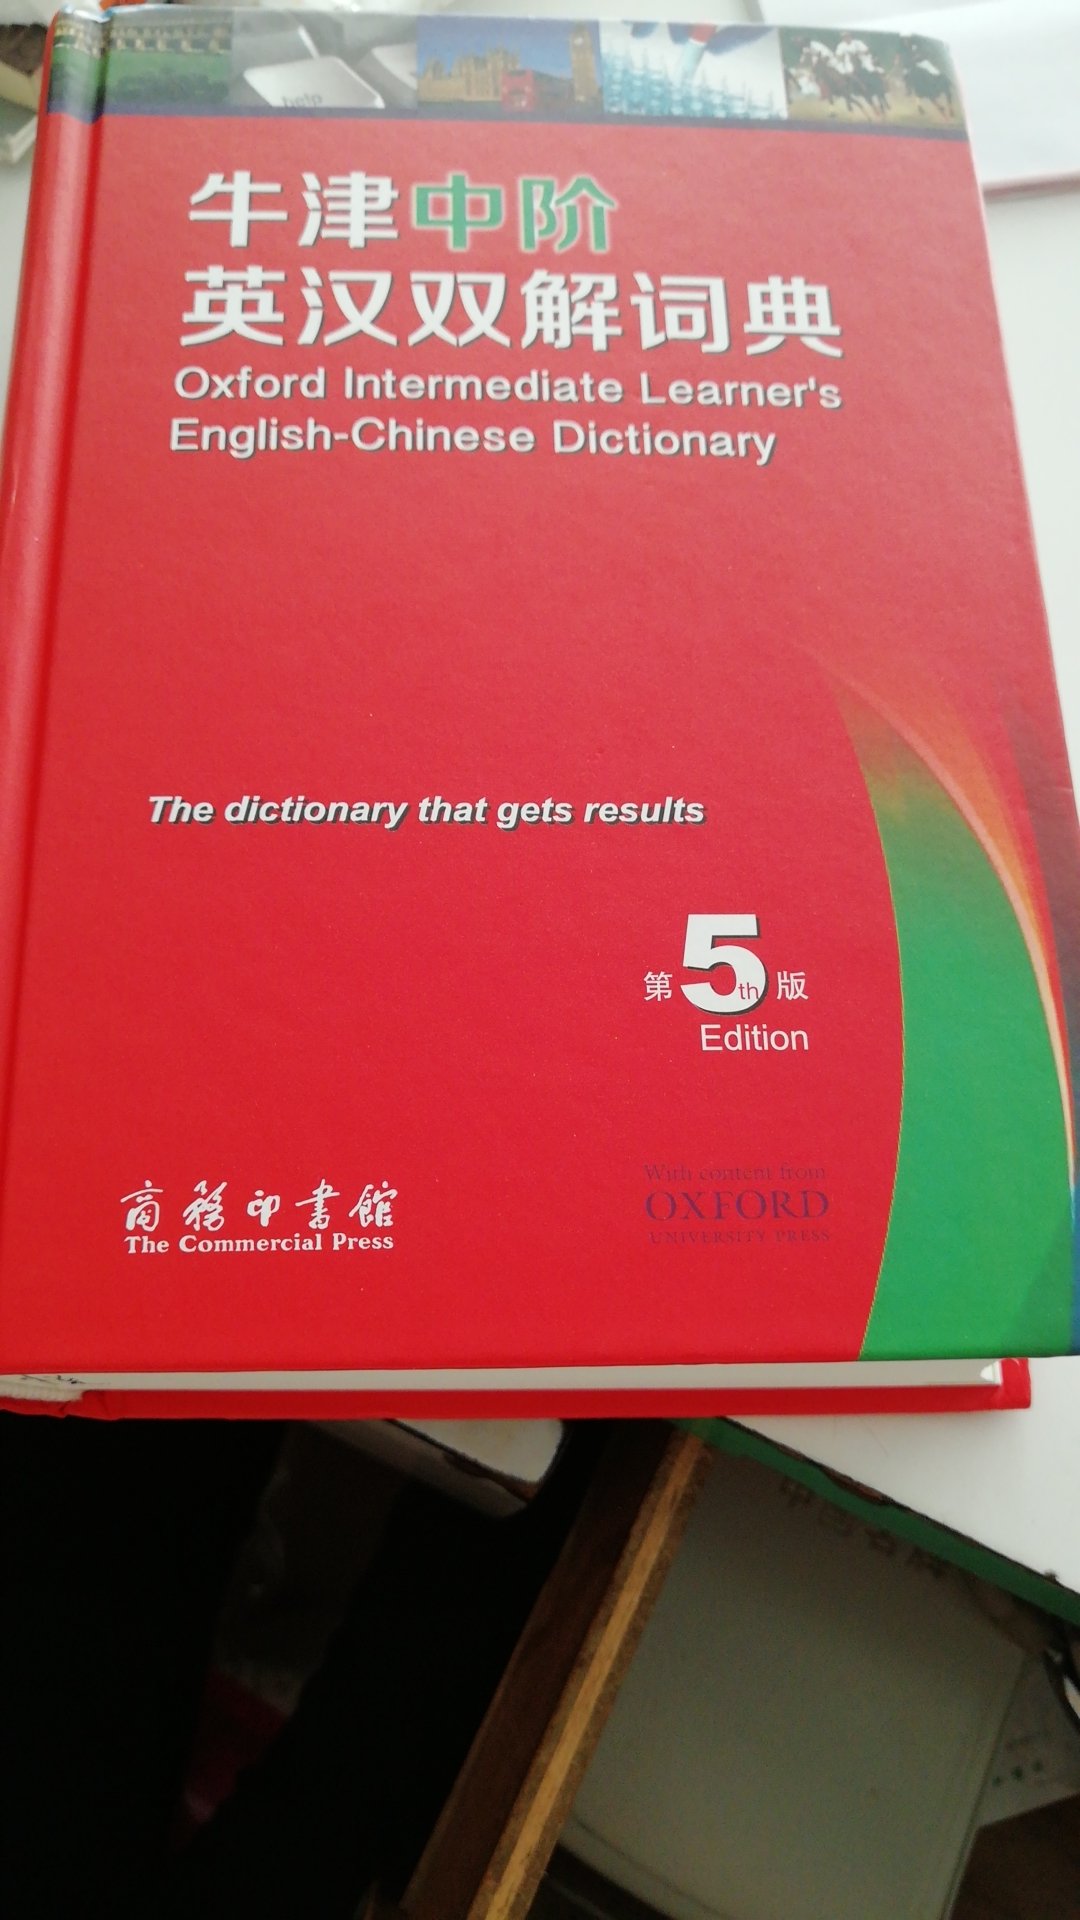 help
牛津中阶
英汉双解词典
Oxford Intermediate Learner's
English-Chinese Dictionary
The dictionary that gets results
第5th版
Edition
商務印書館
The Commercial Press
With content from
OXFORD
UNIVERSITY PRESS